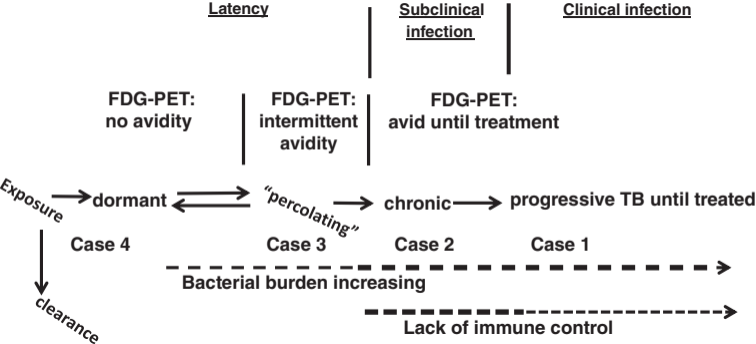 Latency
Subclinical
infection
Clinical infection
FDG-PET:
no avidity
FDG-PET:
intermittent
avidity
FDG-PET:
avid until treatment
Exposure
dormant
"percolating"
chronic
progressive TB until treated
Case 4
Case 3
Case 2
Case 1
Bacterial burden increasing
clearance
Lack of immune control